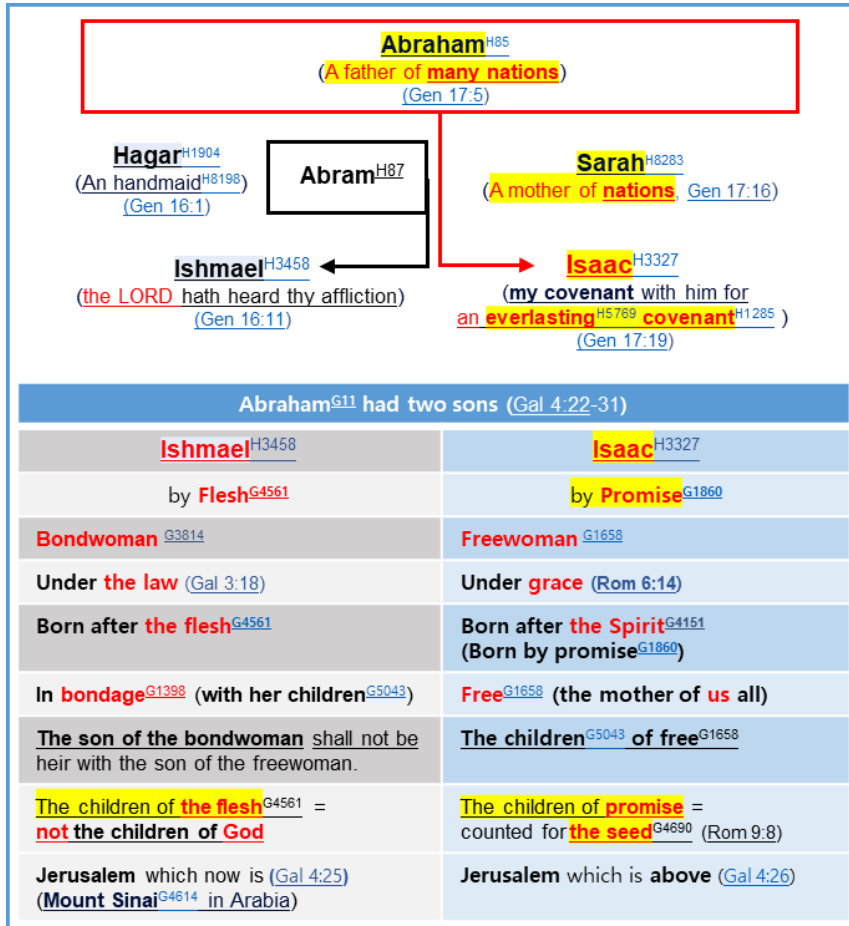 AbrahamH85
(A father of many nations)
(Gen 17:5)
HagarH1904
(An handmaidH8198)
(Gen 16:1)
AbramH87
SarahH8283
(A mother of nations, Gen 17:16)
IshmaelH3458
(the LORD hath heard thy affliction)
(Gen 16:11)
IsaacH3327
(my covenant with him for
an everlastingH5769 covenantH1285 )
(Gen 17:19)
AbrahamG11 had two sons (Gal 4:22-31)
IshmaelH3458
IsaacH3327
by FleshG4561
by PromiseG1860
Bondwoman G3814
Freewoman G1658
Under the law (Gal 3:18)
Under grace (Rom 6:14)
Born after the fleshG4561
Born after the SpiritG4151
(Born by promiseG1860)
In bondageG1398 (with her childrenG5043)
FreeG1658 (the mother of us all)
The son of the bondwoman shall not be
heir with the son of the freewoman.
The childrenG5043 of freeG1658
The children of the fleshG4561 =
not the children of God
The children of promise =
counted for the seedG4690 (Rom 9:8)
Jerusalem which now is (Gal 4:25)
(Mount SinaiG4614 in Arabia)
Jerusalem which is above (Gal 4:26)